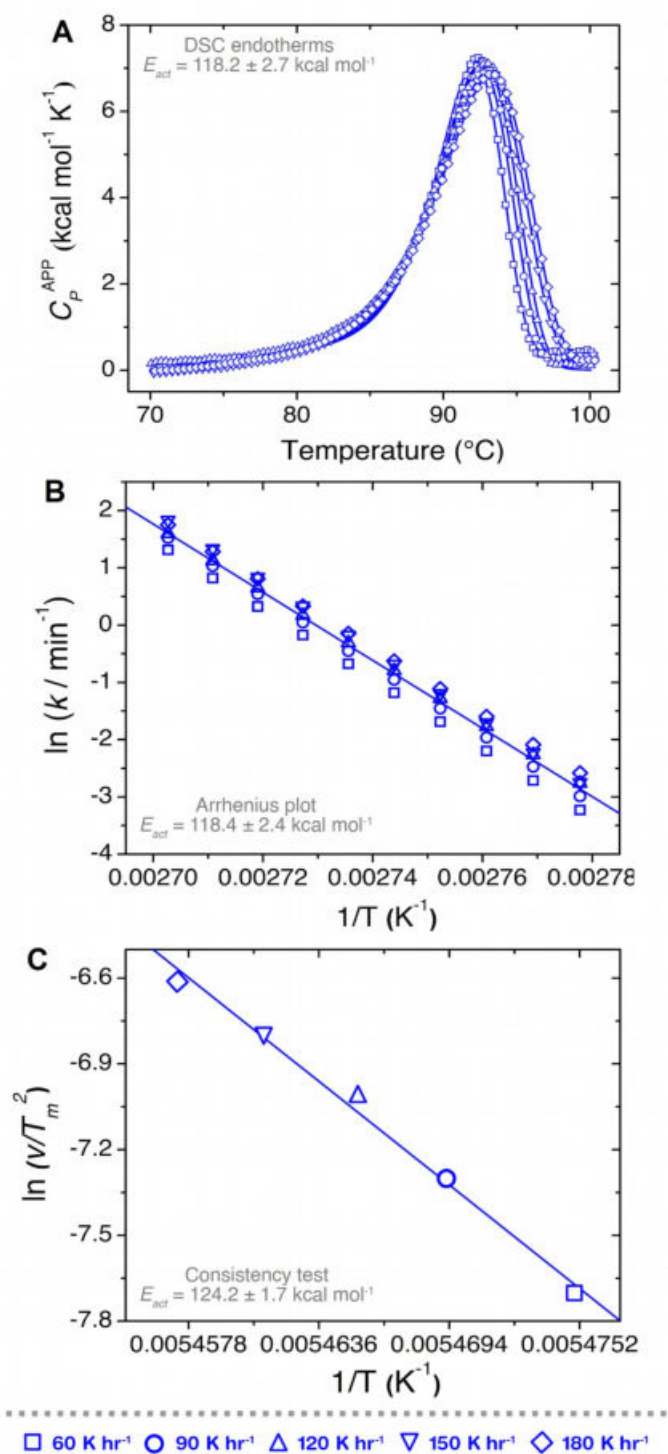 A
DSC endotherms
E_act = 118.2 ± 2.7 kcal mol⁻¹
C_P^APP (kcal mol⁻¹ K⁻¹)
8
6
4
2
0
70 80 90 100
Temperature (°C)
B
ln (k / min⁻¹)
2
1
0
-1
-2
-3
-4
Arrhenius plot
E_act = 118.4 ± 2.4 kcal mol⁻¹
0.00270 0.00272 0.00274 0.00276 0.00278
1/T (K⁻¹)
C
ln (v/T_m²)
-6.6
-6.9
-7.2
-7.5
-7.8
Consistency test
E_act = 124.2 ± 1.7 kcal mol⁻¹
0.0054578 0.0054636 0.0054694 0.0054752
1/T (K⁻¹)
60 K hr⁻¹ 90 K hr⁻¹ 120 K hr⁻¹ 150 K hr⁻¹ 180 K hr⁻¹